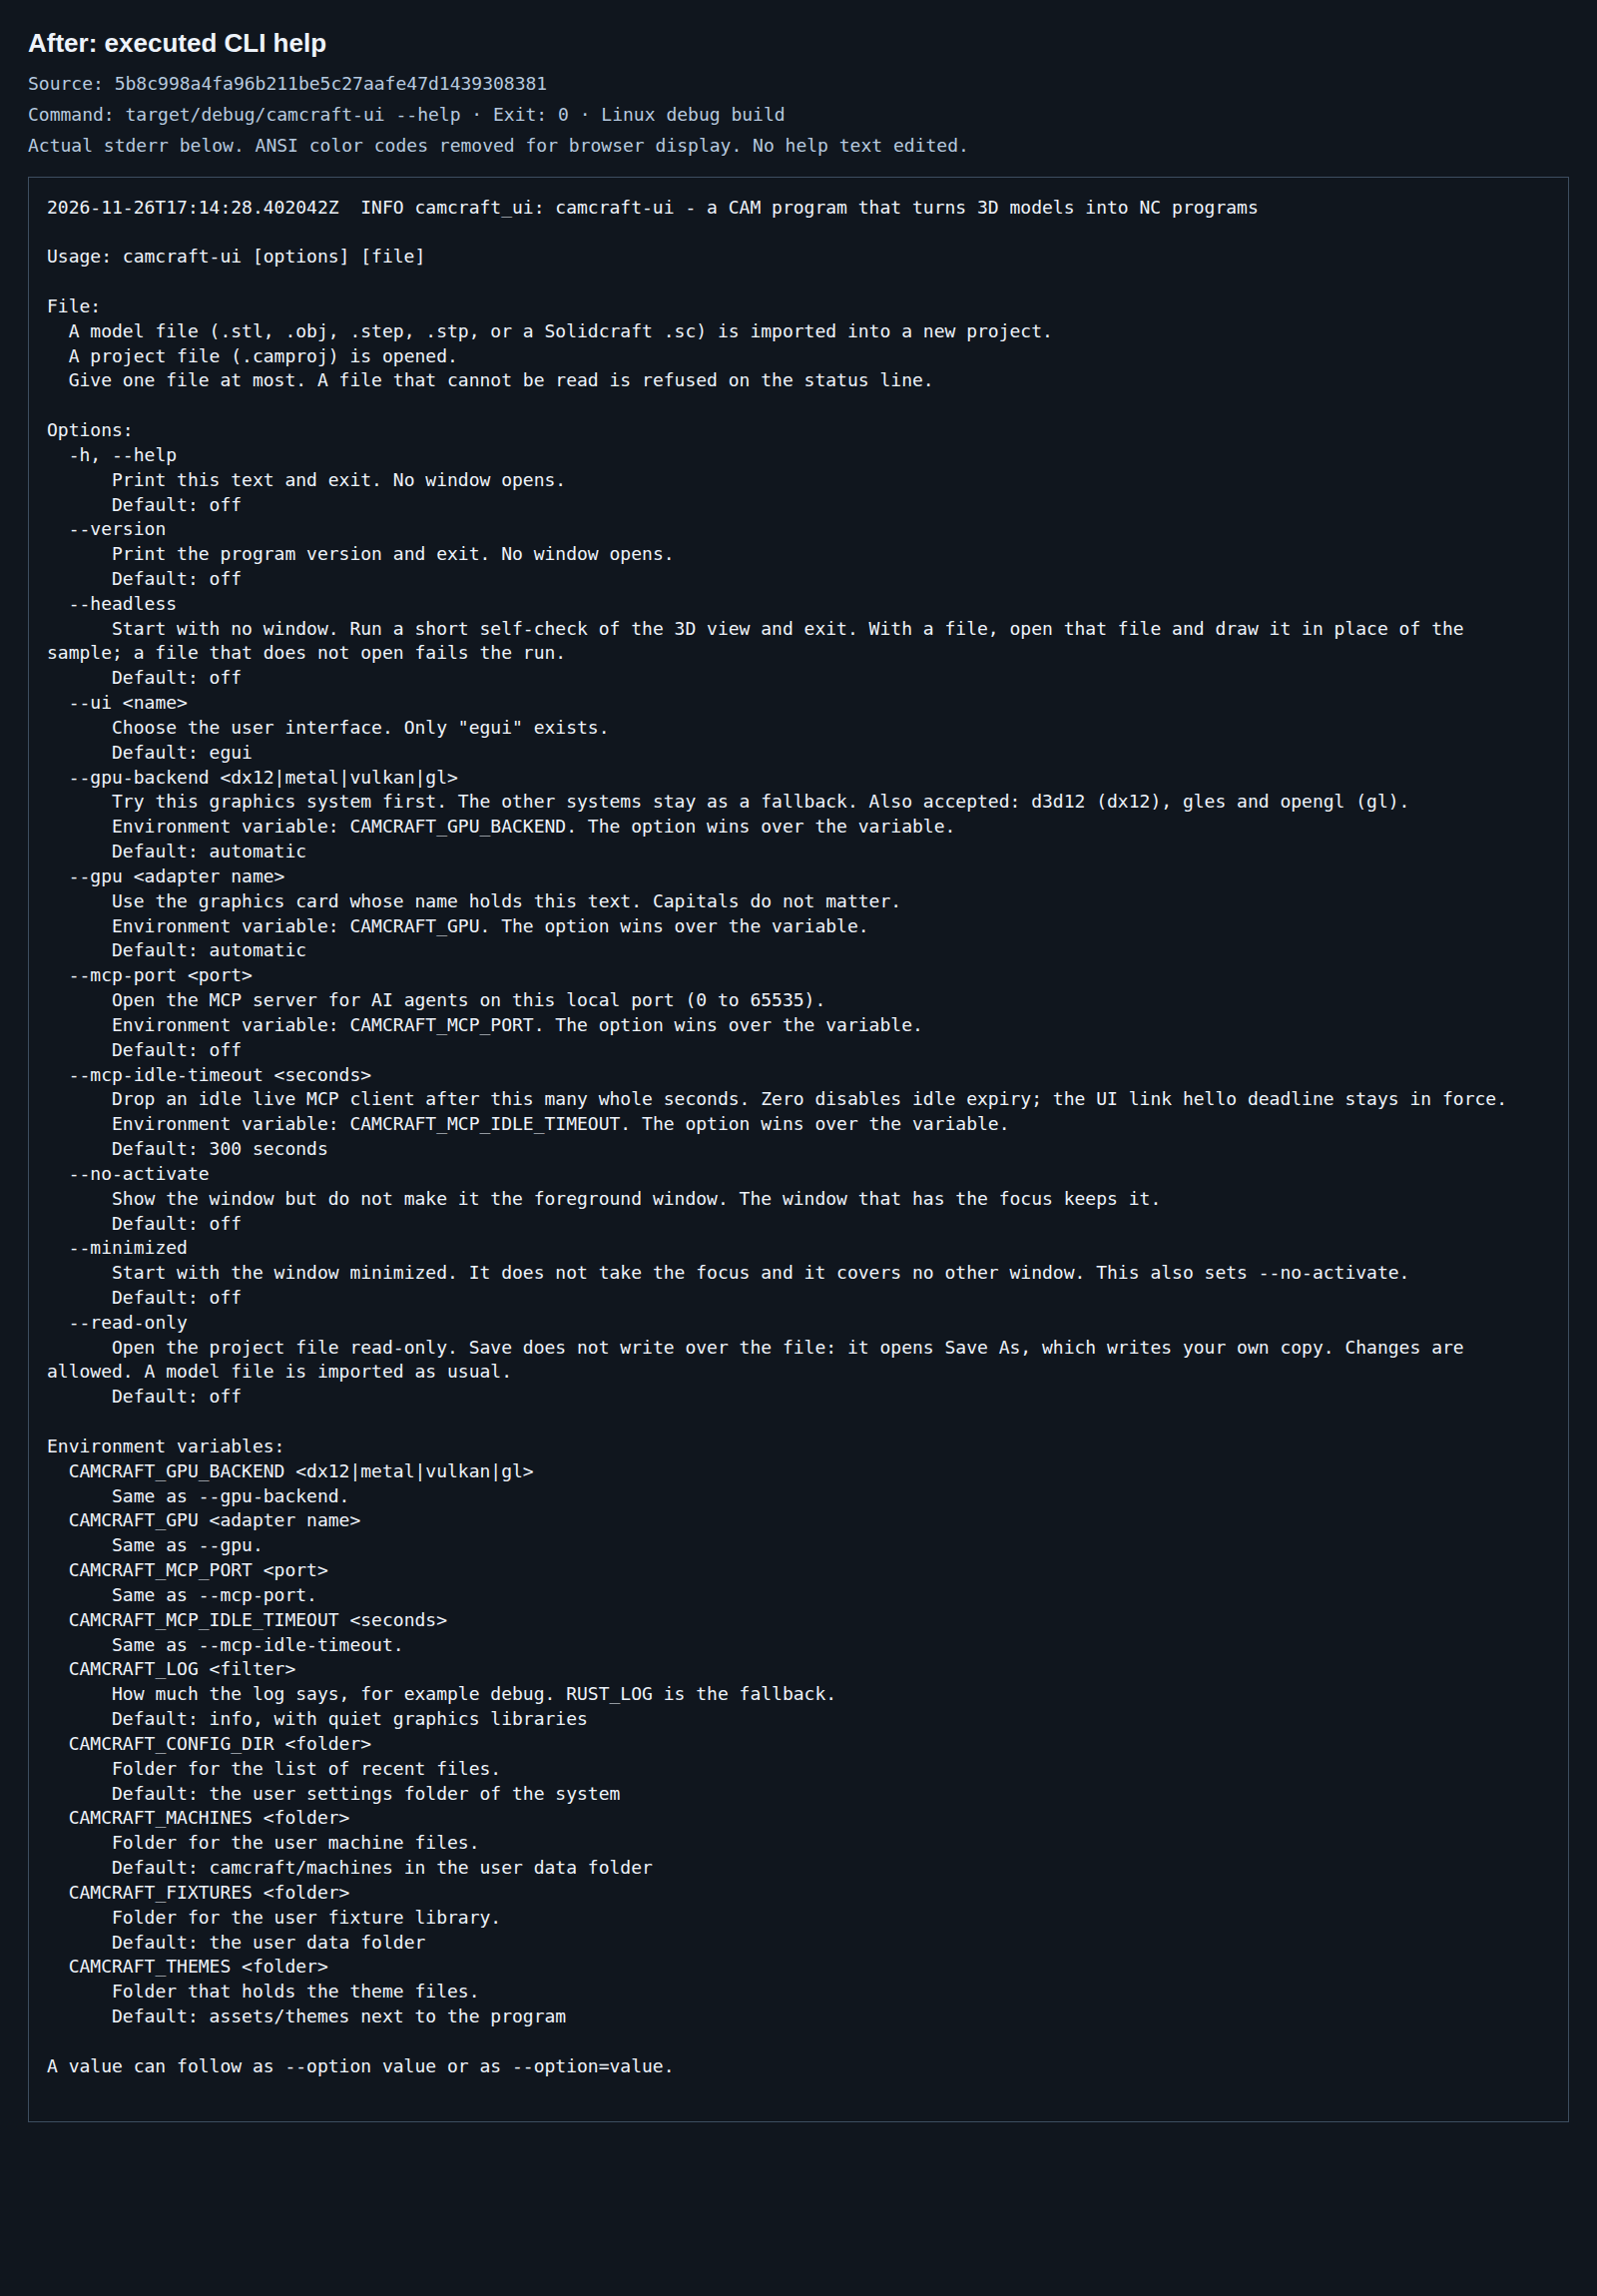 After: executed CLI help
Source: 5b8c998a4fa96b211be5c27aafe47d1439308381
Command: target/debug/camcraft-ui --help · Exit: 0 · Linux debug build
Actual stderr below. ANSI color codes removed for browser display. No help text edited.
2026-11-26T17:14:28.402042Z  INFO camcraft_ui: camcraft-ui - a CAM program that turns 3D models into NC programs
Usage: camcraft-ui [options] [file]
File:
  A model file (.stl, .obj, .step, .stp, or a Solidcraft .sc) is imported into a new project.
  A project file (.camproj) is opened.
  Give one file at most. A file that cannot be read is refused on the status line.
Options:
  -h, --help
      Print this text and exit. No window opens.
      Default: off
  --version
      Print the program version and exit. No window opens.
      Default: off
  --headless
      Start with no window. Run a short self-check of the 3D view and exit. With a file, open that file and draw it in place of the
sample; a file that does not open fails the run.
      Default: off
  --ui <name>
      Choose the user interface. Only "egui" exists.
      Default: egui
  --gpu-backend <dx12|metal|vulkan|gl>
      Try this graphics system first. The other systems stay as a fallback. Also accepted: d3d12 (dx12), gles and opengl (gl).
      Environment variable: CAMCRAFT_GPU_BACKEND. The option wins over the variable.
      Default: automatic
  --gpu <adapter name>
      Use the graphics card whose name holds this text. Capitals do not matter.
      Environment variable: CAMCRAFT_GPU. The option wins over the variable.
      Default: automatic
  --mcp-port <port>
      Open the MCP server for AI agents on this local port (0 to 65535).
      Environment variable: CAMCRAFT_MCP_PORT. The option wins over the variable.
      Default: off
  --mcp-idle-timeout <seconds>
      Drop an idle live MCP client after this many whole seconds. Zero disables idle expiry; the UI link hello deadline stays in force.
      Environment variable: CAMCRAFT_MCP_IDLE_TIMEOUT. The option wins over the variable.
      Default: 300 seconds
  --no-activate
      Show the window but do not make it the foreground window. The window that has the focus keeps it.
      Default: off
  --minimized
      Start with the window minimized. It does not take the focus and it covers no other window. This also sets --no-activate.
      Default: off
  --read-only
      Open the project file read-only. Save does not write over the file: it opens Save As, which writes your own copy. Changes are
allowed. A model file is imported as usual.
      Default: off
Environment variables:
  CAMCRAFT_GPU_BACKEND <dx12|metal|vulkan|gl>
      Same as --gpu-backend.
  CAMCRAFT_GPU <adapter name>
      Same as --gpu.
  CAMCRAFT_MCP_PORT <port>
      Same as --mcp-port.
  CAMCRAFT_MCP_IDLE_TIMEOUT <seconds>
      Same as --mcp-idle-timeout.
  CAMCRAFT_LOG <filter>
      How much the log says, for example debug. RUST_LOG is the fallback.
      Default: info, with quiet graphics libraries
  CAMCRAFT_CONFIG_DIR <folder>
      Folder for the list of recent files.
      Default: the user settings folder of the system
  CAMCRAFT_MACHINES <folder>
      Folder for the user machine files.
      Default: camcraft/machines in the user data folder
  CAMCRAFT_FIXTURES <folder>
      Folder for the user fixture library.
      Default: the user data folder
  CAMCRAFT_THEMES <folder>
      Folder that holds the theme files.
      Default: assets/themes next to the program
A value can follow as --option value or as --option=value.